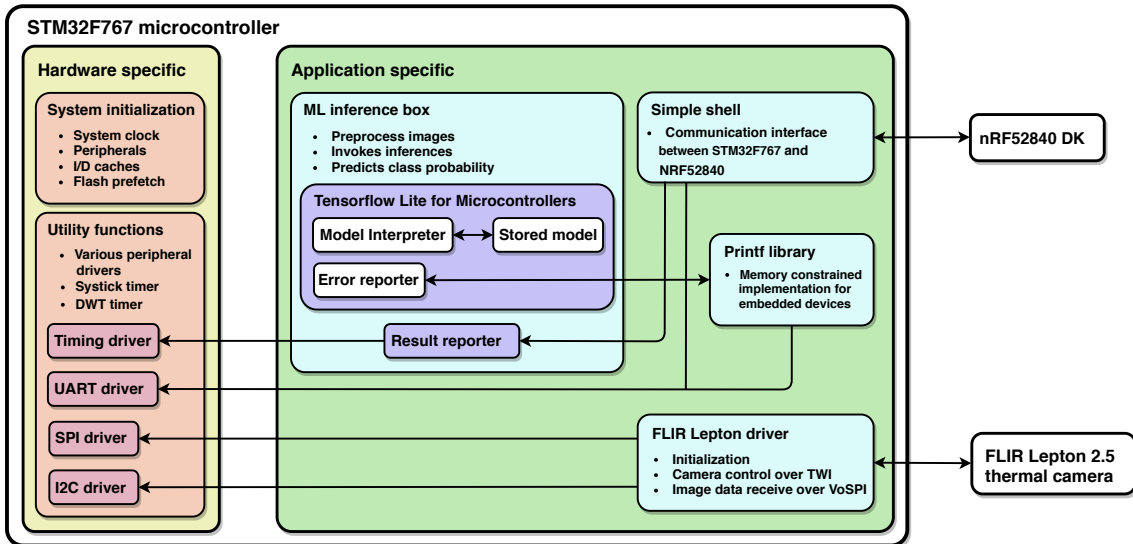 STM32F767 microcontroller
Hardware specific
System initialization
• System clock
• Peripherals
• I/D caches
• Flash prefetch
Utility functions
• Various peripheral
drivers
• Systick timer
• DWT timer
Timing driver
UART driver
SPI driver
I2C driver
Application specific
ML inference box
• Preprocess images
• Invokes inferences
• Predicts class probability
Tensorflow Lite for Microcontrollers
Model Interpreter
Stored model
Error reporter
Result reporter
Simple shell
• Communication interface
between STM32F767 and
NRF52840
Printf library
• Memory constrained
implementation for
embedded devices
FLIR Lepton driver
• Initialization
• Camera control over TWI
• Image data receive over VoSPI
nRF52840 DK
FLIR Lepton 2.5
thermal camera